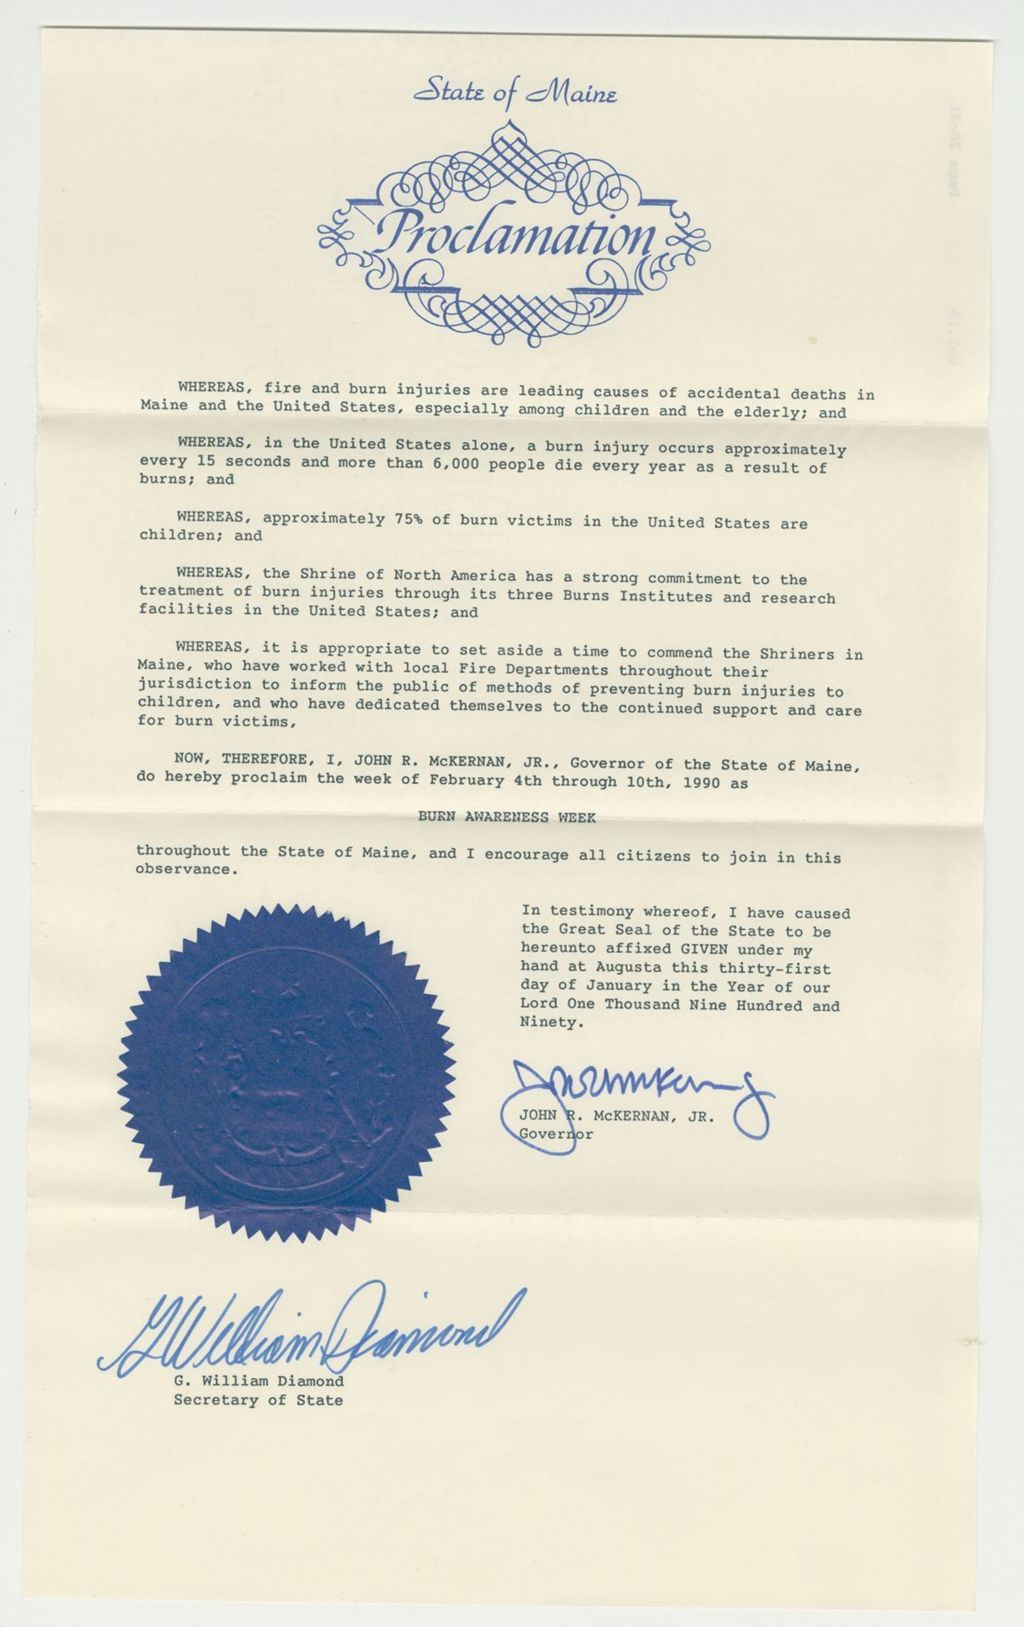 State of Maine
Proclamation
WHEREAS, fire and burn injuries are leading causes of accidental deaths in
Maine and the United States, especially among children and the elderly; and
WHEREAS, in the United States alone, a burn injury occurs approximately
every 15 seconds and more than 6,000 people die every year as a result of
burns; and
WHEREAS, approximately 75% of burn victims in the United States are
children; and
WHEREAS, the Shrine of North America has a strong commitment to the
treatment of burn injuries through its three Burns Institutes and research
facilities in the United States; and
WHEREAS, it is appropriate to set aside a time to commend the Shriners in
Maine, who have worked with local Fire Departments throughout their
jurisdiction to inform the public of methods of preventing burn injuries to
children, and who have dedicated themselves to the continued support and care
for burn victims,
NOW, THEREFORE, I, JOHN R. McKERNAN, JR., Governor of the State of Maine,
do hereby proclaim the week of February 4th through 10th, 1990 as
BURN AWARENESS WEEK
throughout the State of Maine, and I encourage all citizens to join in this
observance.
In testimony whereof, I have caused
the Great Seal of the State to be
hereunto affixed GIVEN under my
hand at Augusta this thirty-first
day of January in the Year of our
Lord One Thousand Nine Hundred and
Ninety.
JOHN R. McKERNAN, JR.
Governor
G William Diamond
G. William Diamond
Secretary of State